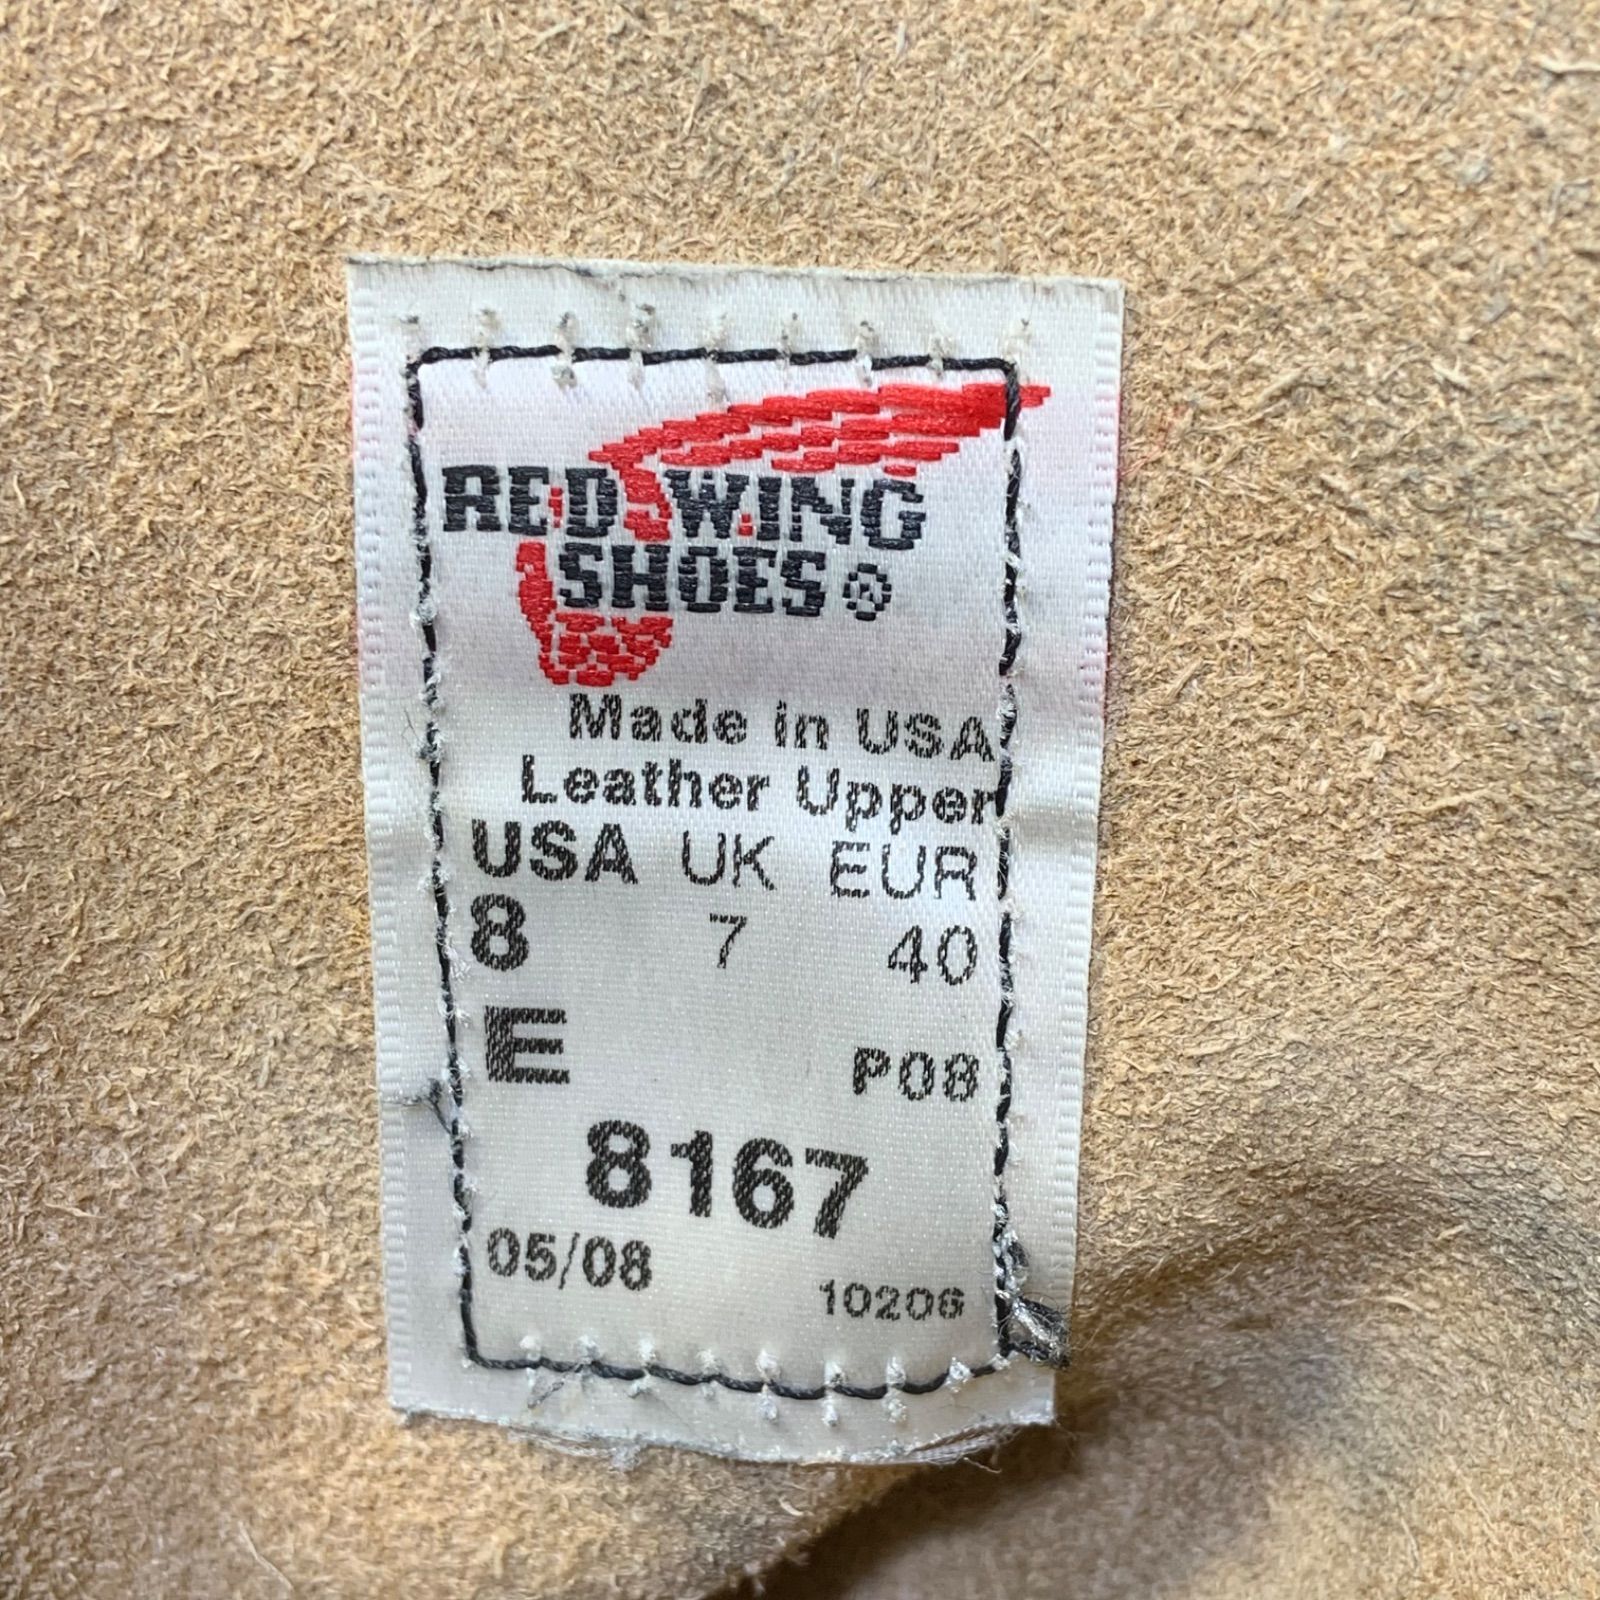 RED WING
SHOES ®
Made in USA
Leather Upper
USA UK EUR
8 7 40
E P08
8167
05/08 10206